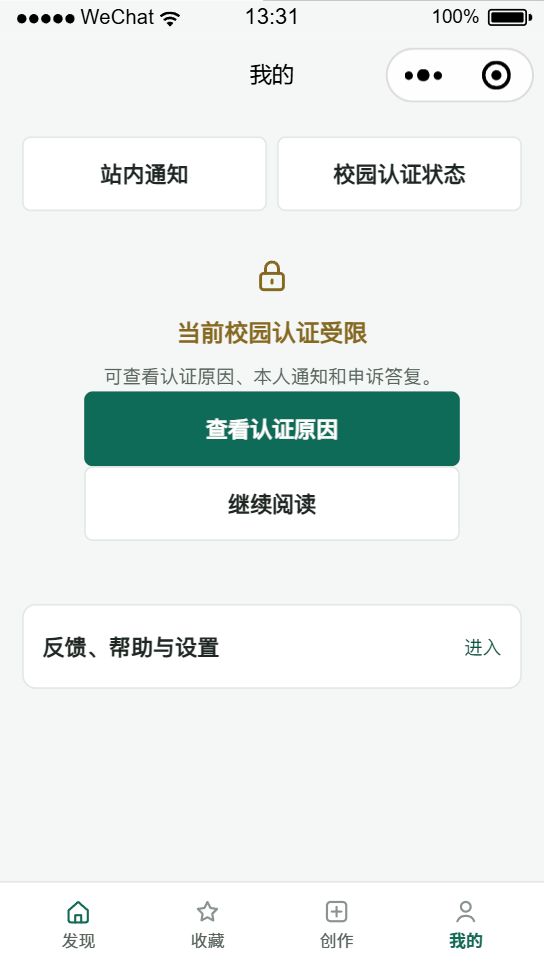 WeChat 13:31 100%
我的
站内通知 校园认证状态
当前校园认证受限
可查看认证原因、本人通知和申诉答复。
查看认证原因
继续阅读
反馈、帮助与设置 进入
发现 收藏 创作 我的